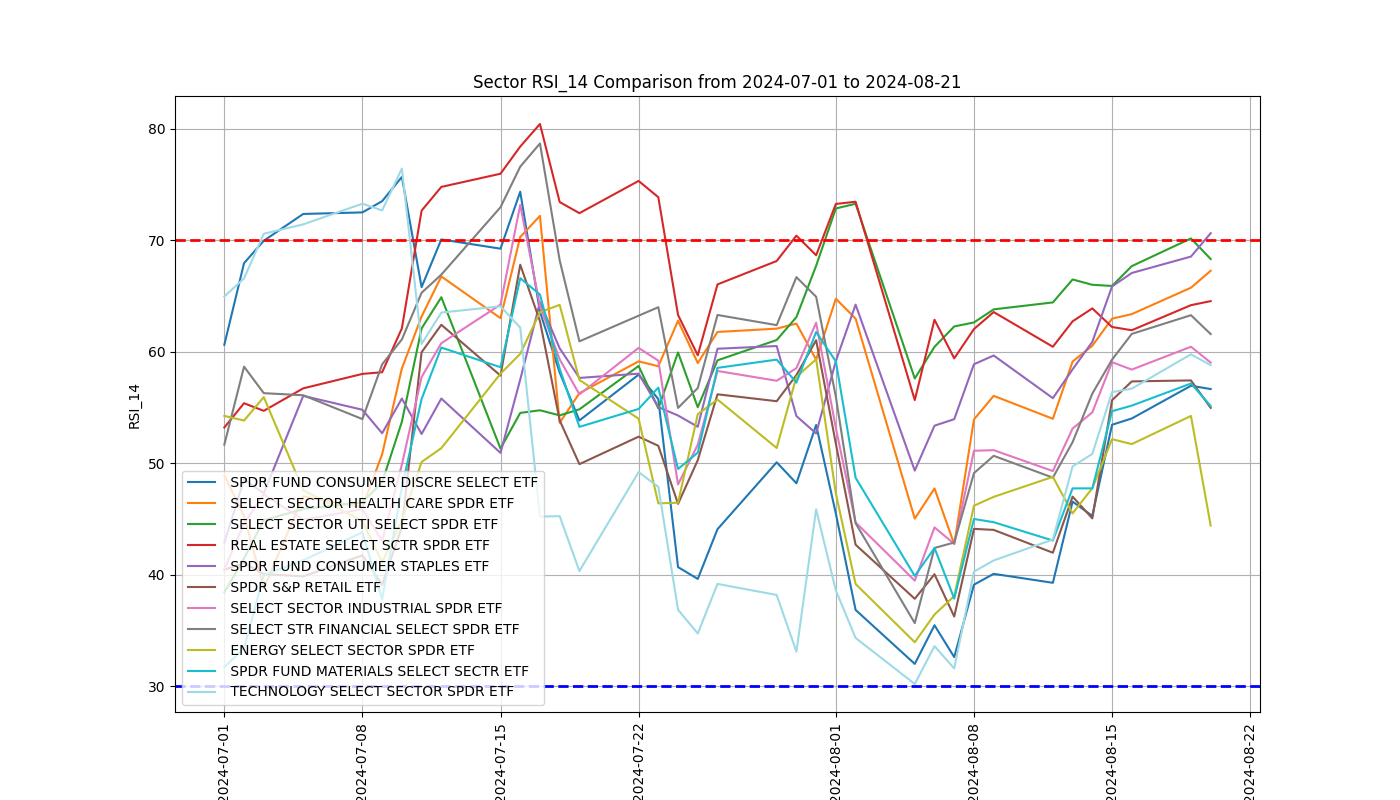 Sector RSI_14 Comparison from 2024-07-01 to 2024-08-21
RSI_14
80
70
60
50
40
30
SPDR FUND CONSUMER DISCRE SELECT ETF
SELECT SECTOR HEALTH CARE SPDR ETF
SELECT SECTOR UTI SELECT SPDR ETF
REAL ESTATE SELECT SCTR SPDR ETF
SPDR FUND CONSUMER STAPLES ETF
SPDR S&P RETAIL ETF
SELECT SECTOR INDUSTRIAL SPDR ETF
SELECT STR FINANCIAL SELECT SPDR ETF
ENERGY SELECT SECTOR SPDR ETF
SPDR FUND MATERIALS SELECT SECTR ETF
TECHNOLOGY SELECT SECTOR SPDR ETF
2024-07-01
2024-07-08
2024-07-15
2024-07-22
2024-08-01
2024-08-08
2024-08-15
2024-08-22